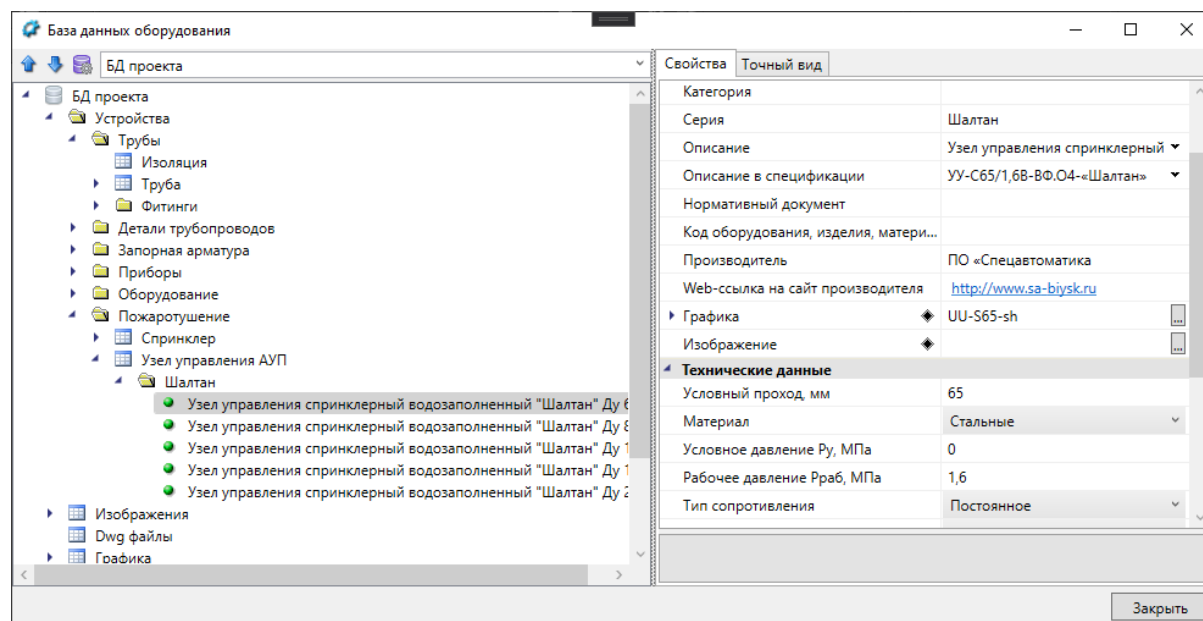 База данных оборудования
БД проекта
БД проекта
Устройства
Трубы
Изоляция
Труба
Фитинги
Детали трубопроводов
Запорная арматура
Приборы
Оборудование
Пожаротушение
Спринклер
Узел управления АУП
Шалтан
Узел управления спринклерный водозаполненный "Шалтан" Ду 6
Узел управления спринклерный водозаполненный "Шалтан" Ду 8
Узел управления спринклерный водозаполненный "Шалтан" Ду 1
Узел управления спринклерный водозаполненный "Шалтан" Ду 1
Узел управления спринклерный водозаполненный "Шалтан" Ду 2
Изображения
Dwg файлы
Графика
Свойства Точный вид
Категория
Серия Шалтан
Описание Узел управления спринклерный
Описание в спецификации УУ-С65/1,6В-ВФ.О4-«Шалтан»
Нормативный документ
Код оборудования, изделия, матери...
Производитель ПО «Спецавтоматика
Web-ссылка на сайт производителя http://www.sa-biysk.ru
Графика UU-S65-sh ...
Изображение ...
Технические данные
Условный проход, мм 65
Материал Стальные
Условное давление Ру, МПа 0
Рабочее давление Рраб, МПа 1,6
Тип сопротивления Постоянное
Закрыть